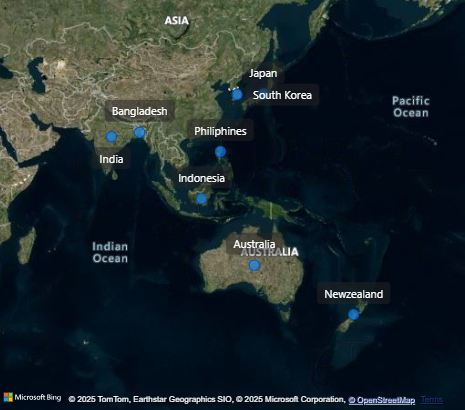 ASIA
Japan
South Korea
Pacific
Ocean
Bangladesh
Philiphines
India
Indonesia
Indian
Ocean
Australia
AUSTRALIA
Newzealand
Microsoft Bing
© 2025 TomTom, Earthstar Geographics SIO, © 2025 Microsoft Corporation, © OpenStreetMap Terms